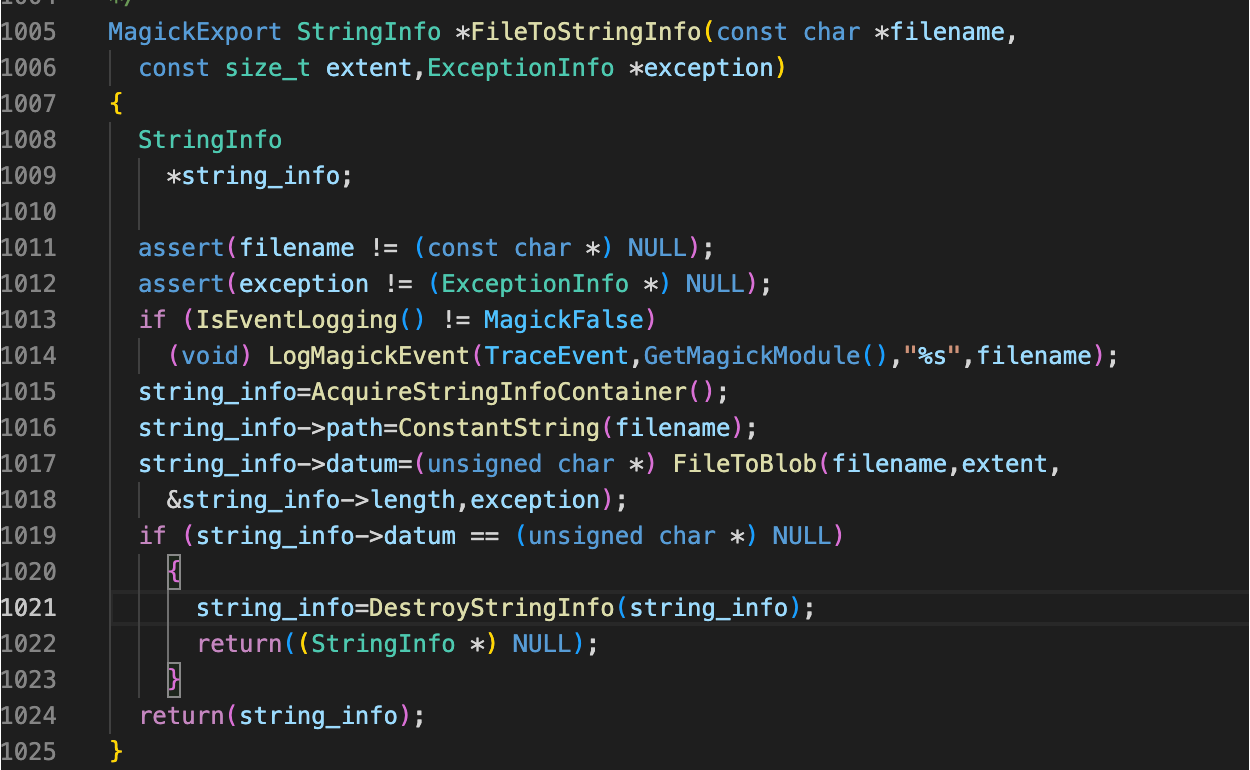 1005 MagickExport StringInfo *FileToStringInfo(const char *filename,
1006   const size_t extent,ExceptionInfo *exception)
1007 {
1008   StringInfo
1009     *string_info;
1010
1011   assert(filename != (const char *) NULL);
1012   assert(exception != (ExceptionInfo *) NULL);
1013   if (IsEventLogging() != MagickFalse)
1014     (void) LogMagickEvent(TraceEvent,GetMagickModule(),"%s",filename);
1015   string_info=AcquireStringInfoContainer();
1016   string_info->path=ConstantString(filename);
1017   string_info->datum=(unsigned char *) FileToBlob(filename,extent,
1018     &string_info->length,exception);
1019   if (string_info->datum == (unsigned char *) NULL)
1020     {
1021       string_info=DestroyStringInfo(string_info);
1022       return((StringInfo *) NULL);
1023     }
1024   return(string_info);
1025 }